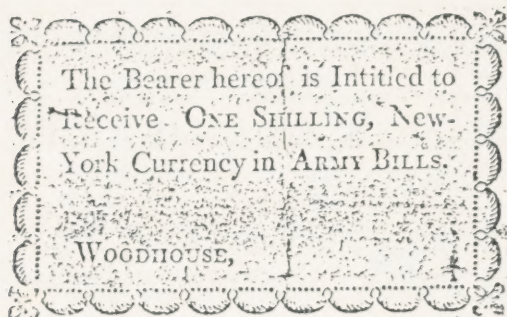 The Bearer hereof is Intitled to
Receive ONE SHILLING, New-
York Currency in ARMY BILLS.
WOODHOUSE,